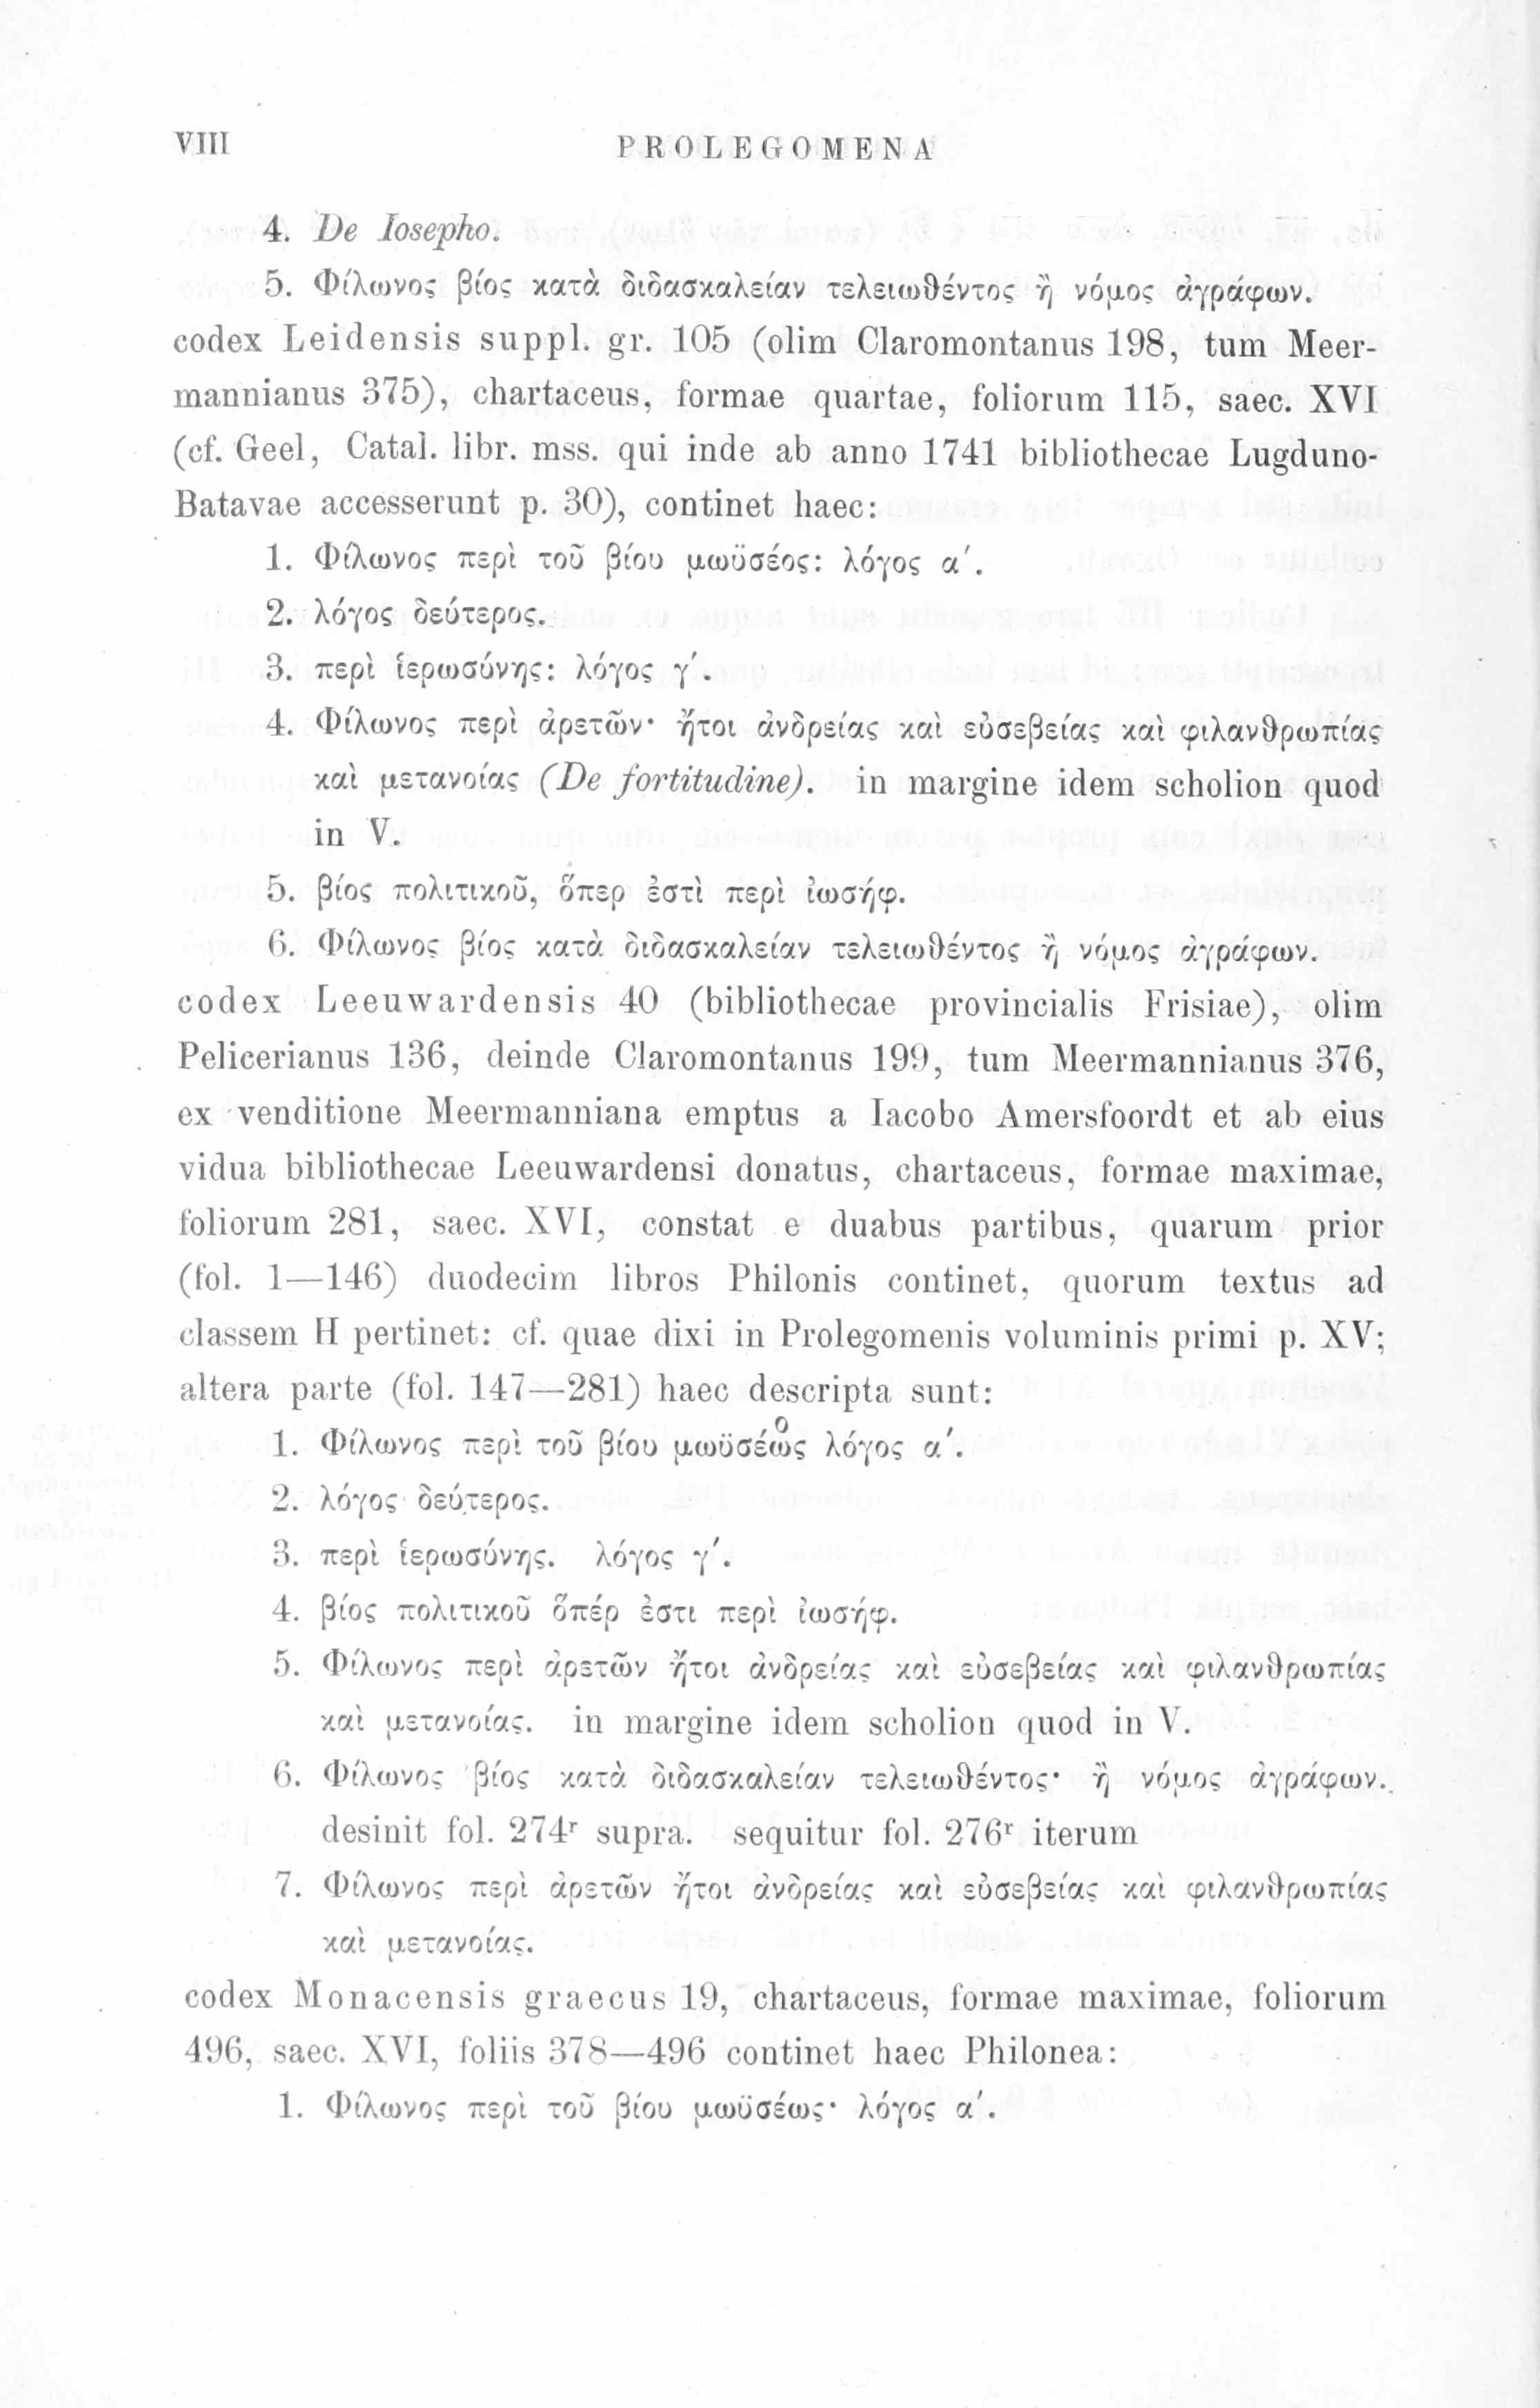 VIII PROLEGOMENA
4. De Iosepho.
5. Φίλωνος βίος κατὰ διδασκαλείαν τελειωθέντος ἢ νόμος ἀγράφων.
codex Leidensis suppl. gr. 105 (olim Claromontanus 198, tum Meer-
mannianus 375), chartaceus, formae quartae, foliorum 115, saec. XVI
(cf. Geel, Catal. libr. mss. qui inde ab anno 1741 bibliothecae Lugduno-
Batavae accesserunt p. 30), continet haec:
1. Φίλωνος περὶ τοῦ βίου μωϋσέος: λόγος α′.
2. λόγος δεύτερος.
3. περὶ ἱερωσύνης: λόγος γ′.
4. Φίλωνος περὶ ἀρετῶν· ἤτοι ἀνδρείας καὶ εὐσεβείας καὶ φιλανθρωπίας
καὶ μετανοίας (De fortitudine). in margine idem scholion quod
in V.
5. βίος πολιτικοῦ, ὅπερ ἐστὶ περὶ ἰωσήφ.
6. Φίλωνος βίος κατὰ διδασκαλείαν τελειωθέντος ἢ νόμος ἀγράφων.
codex Leeuwardensis 40 (bibliothecae provincialis Frisiae), olim
Pelicerianus 136, deinde Claromontanus 199, tum Meermannianus 376,
ex venditione Meermanniana emptus a Iacobo Amersfoordt et ab eius
vidua bibliothecae Leeuwardensi donatus, chartaceus, formae maximae,
foliorum 281, saec. XVI, constat e duabus partibus, quarum prior
(fol. 1—146) duodecim libros Philonis continet, quorum textus ad
classem H pertinet: cf. quae dixi in Prolegomenis voluminis primi p. XV;
altera parte (fol. 147—281) haec descripta sunt:
1. Φίλωνος περὶ τοῦ βίου μωϋσέωͦς λόγος α′.
2. λόγος δεύτερος.
3. περὶ ἱερωσύνης. λόγος γ′.
4. βίος πολιτικοῦ ὅπέρ ἐστι περὶ ἰωσήφ.
5. Φίλωνος περὶ ἀρετῶν ἤτοι ἀνδρείας καὶ εὐσεβείας καὶ φιλανθρωπίας
καὶ μετανοίας. in margine idem scholion quod in V.
6. Φίλωνος βίος κατὰ διδασκαλείαν τελειωθέντος· ἢ νόμος ἀγράφων.
desinit fol. 274ʳ supra. sequitur fol. 276ʳ iterum
7. Φίλωνος περὶ ἀρετῶν ἤτοι ἀνδρείας καὶ εὐσεβείας καὶ φιλανθρωπίας
καὶ μετανοίας.
codex Monacensis graecus 19, chartaceus, formae maximae, foliorum
496, saec. XVI, foliis 378—496 continet haec Philonea:
1. Φίλωνος περὶ τοῦ βίου μωϋσέως· λόγος α′.